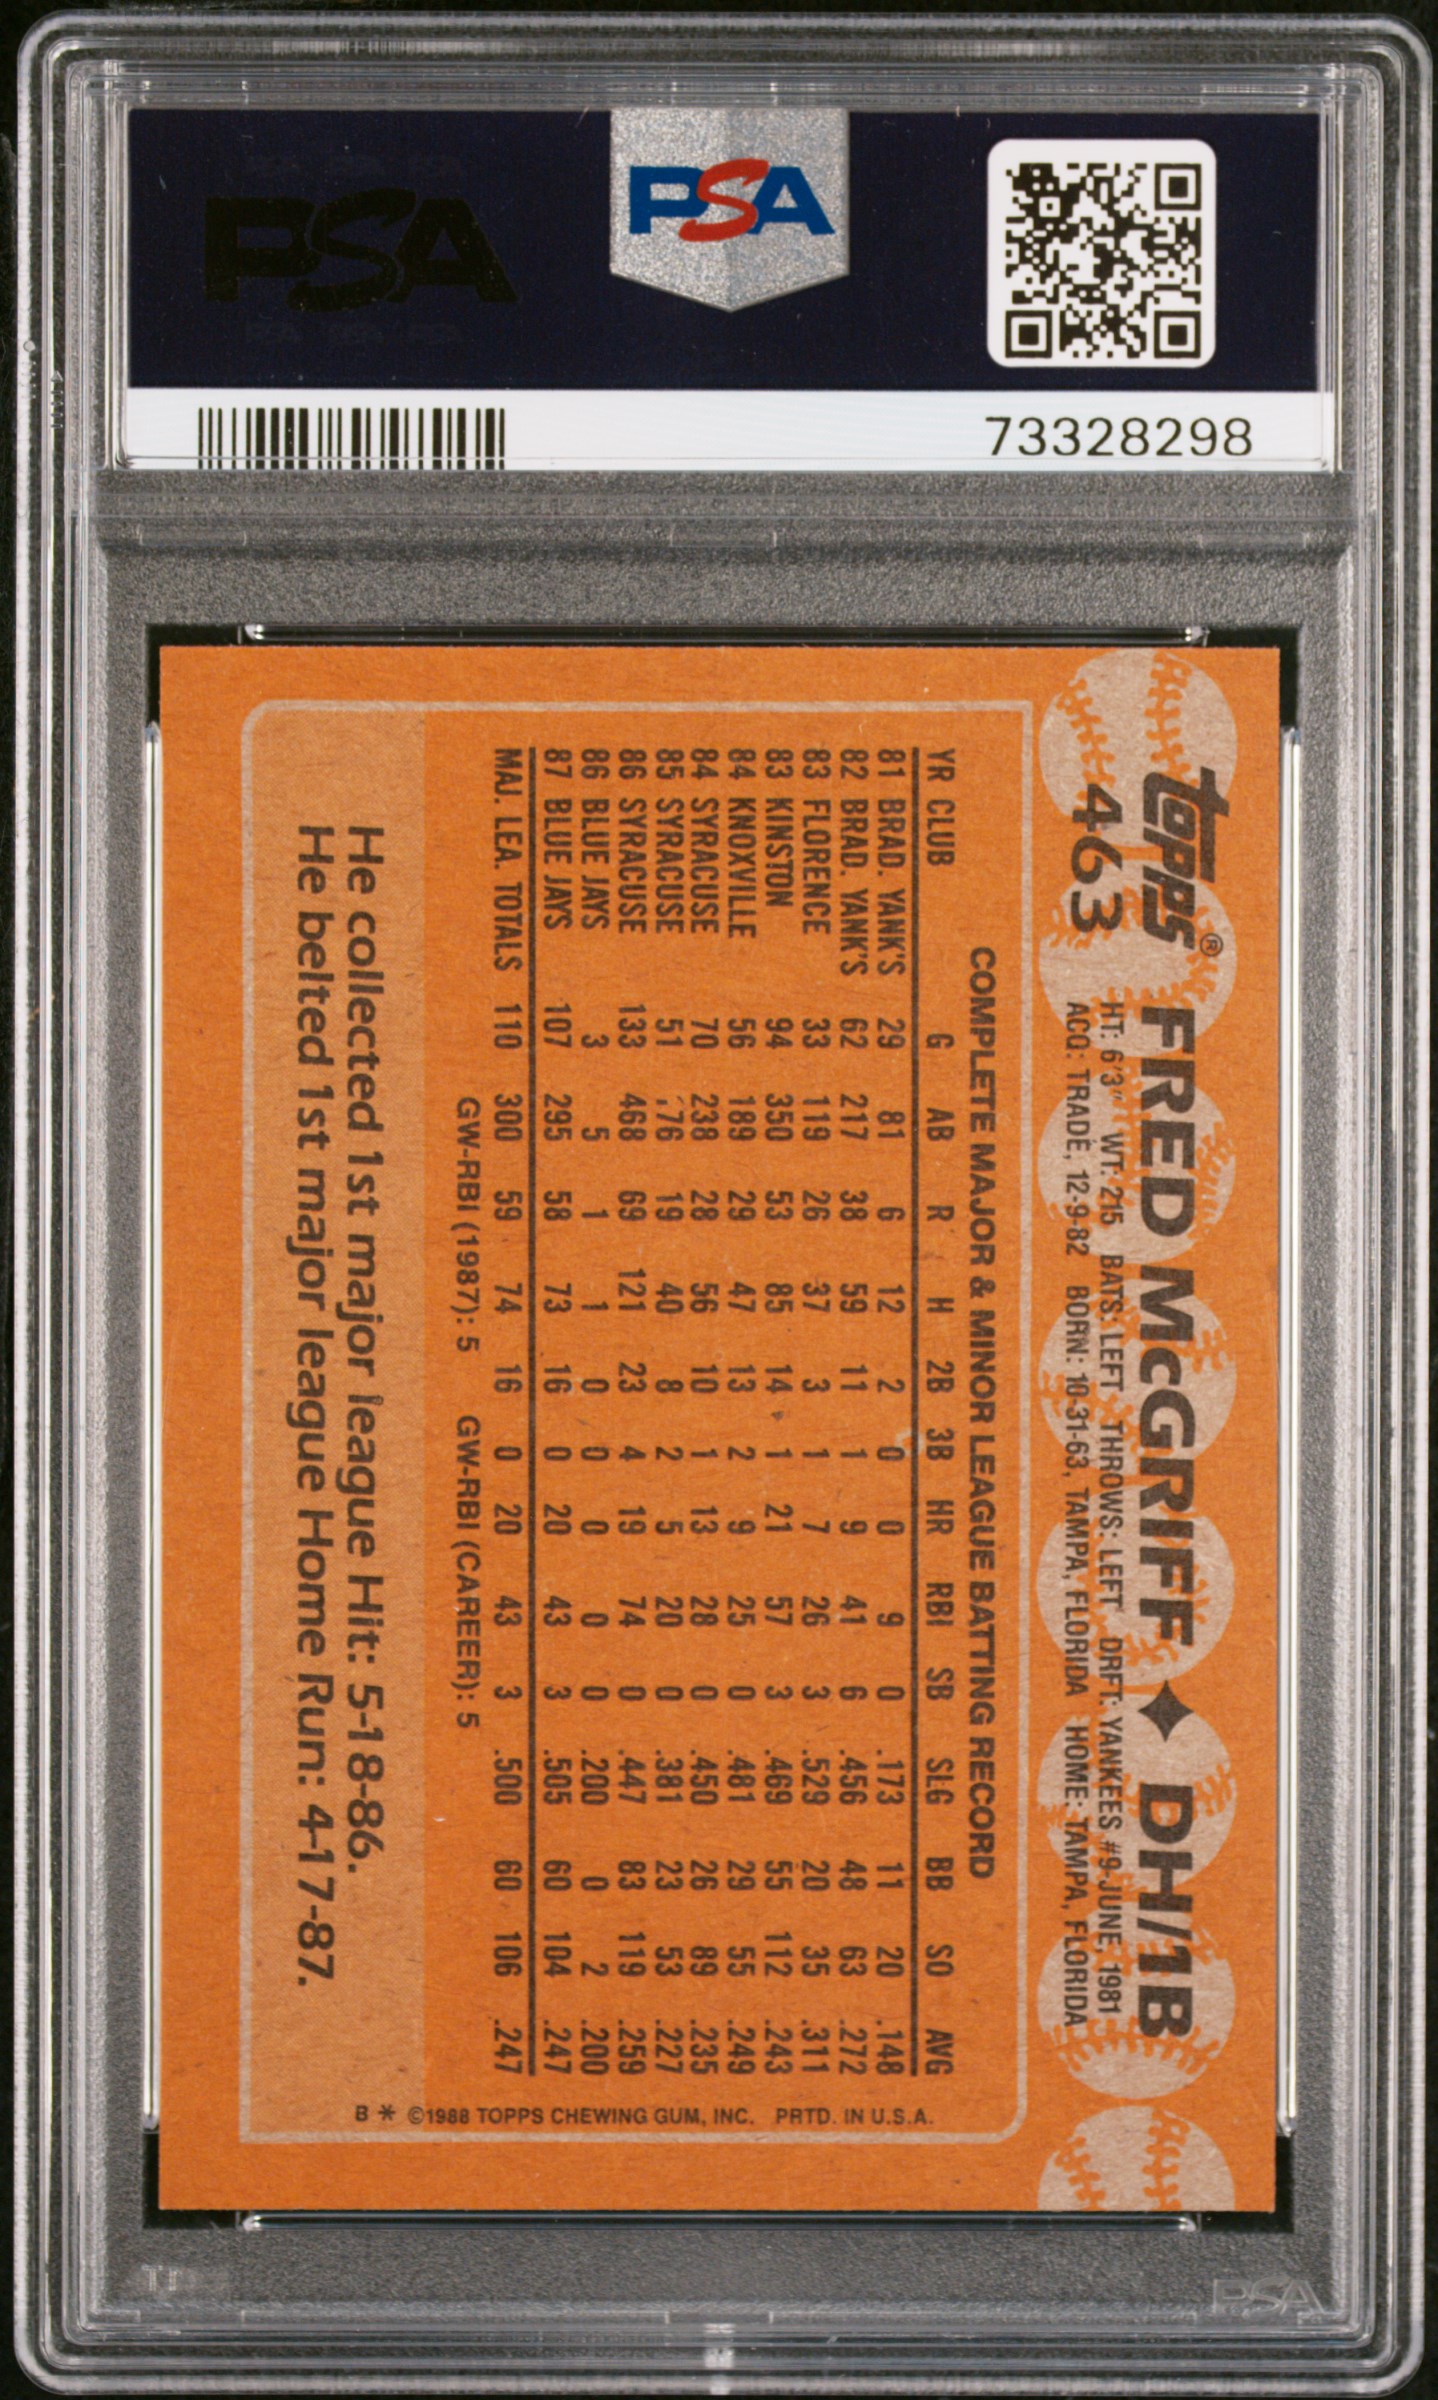 PSA
PSA
73328298
topps®
463
FRED McGRIFF ✦ DH/1B
HT: 6'3" WT: 215 BATS: LEFT THROWS: LEFT DRFT: YANKEES #9-JUNE, 1981
ACQ: TRADE, 12-9-82 BORN: 10-31-63, TAMPA, FLORIDA HOME: TAMPA, FLORIDA
COMPLETE MAJOR & MINOR LEAGUE BATTING RECORD
YR CLUB G AB R H 2B 3B HR RBI SB SLG BB SO AVG
81 BRAD. YANK'S 29 81 6 12 2 0 0 9 0 .173 11 20 .148
82 BRAD. YANK'S 62 217 38 59 11 1 9 41 6 .456 48 63 .272
83 FLORENCE 33 119 26 37 3 1 7 26 3 .529 20 35 .311
83 KINSTON 94 350 53 85 14 1 21 57 3 .469 55 112 .243
84 KNOXVILLE 56 189 29 47 13 2 9 25 0 .481 29 55 .249
84 SYRACUSE 70 238 28 56 10 1 13 28 0 .450 26 89 .235
85 SYRACUSE 51 176 19 40 8 2 5 20 0 .381 23 53 .227
86 SYRACUSE 133 468 69 121 23 4 19 74 0 .447 83 119 .259
86 BLUE JAYS 3 5 1 1 0 0 0 0 0 .200 0 2 .200
87 BLUE JAYS 107 295 58 73 16 0 20 43 3 .505 60 104 .247
MAJ. LEA. TOTALS 110 300 59 74 16 0 20 43 3 .500 60 106 .247
GW-RBI (1987): 5 GW-RBI (CAREER): 5
He collected 1st major league Hit: 5-18-86.
He belted 1st major league Home Run: 4-17-87.
B * ©1988 TOPPS CHEWING GUM, INC. PRTD. IN U.S.A.
PSA